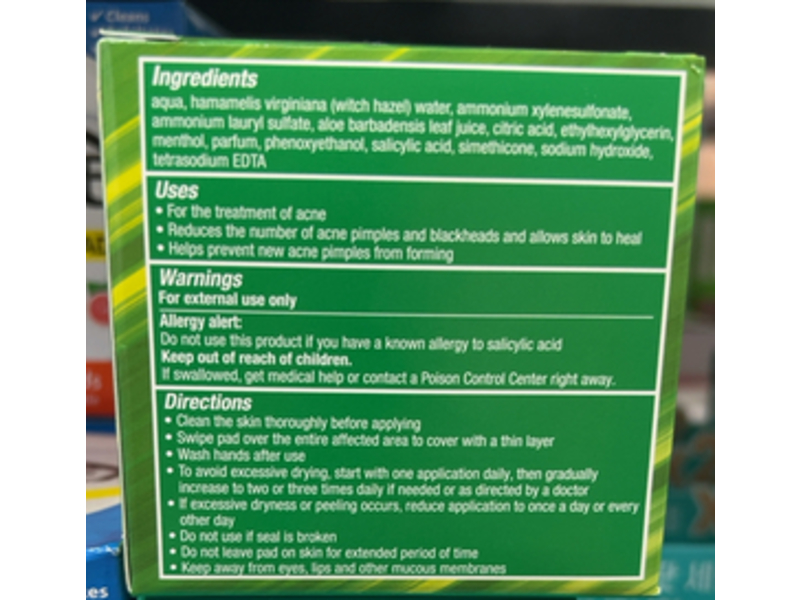 ✓ Cleans
Ingredients
aqua, hamamelis virginiana (witch hazel) water, ammonium xylenesulfonate,
ammonium lauryl sulfate, aloe barbadensis leaf juice, citric acid, ethylhexylglycerin,
menthol, parfum, phenoxyethanol, salicylic acid, simethicone, sodium hydroxide,
tetrasodium EDTA
Uses
• For the treatment of acne
• Reduces the number of acne pimples and blackheads and allows skin to heal
• Helps prevent new acne pimples from forming
Warnings
For external use only
Allergy alert:
Do not use this product if you have a known allergy to salicylic acid
Keep out of reach of children.
If swallowed, get medical help or contact a Poison Control Center right away.
Directions
• Clean the skin thoroughly before applying
• Swipe pad over the entire affected area to cover with a thin layer
• Wash hands after use
• To avoid excessive drying, start with one application daily, then gradually
increase to two or three times daily if needed or as directed by a doctor
• If excessive dryness or peeling occurs, reduce application to once a day or every
other day
• Do not use if seal is broken
• Do not leave pad on skin for extended period of time
• Keep away from eyes, lips and other mucous membranes